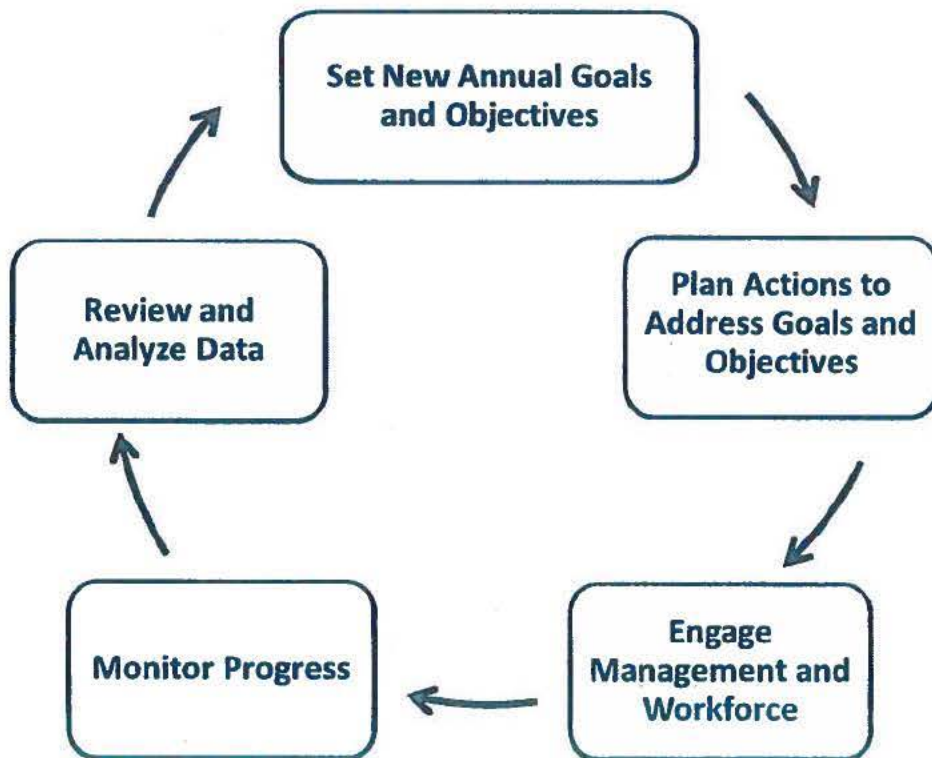 Set New Annual Goals
and Objectives
Plan Actions to
Address Goals and
Objectives
Engage
Management and
Workforce
Monitor Progress
Review and
Analyze Data